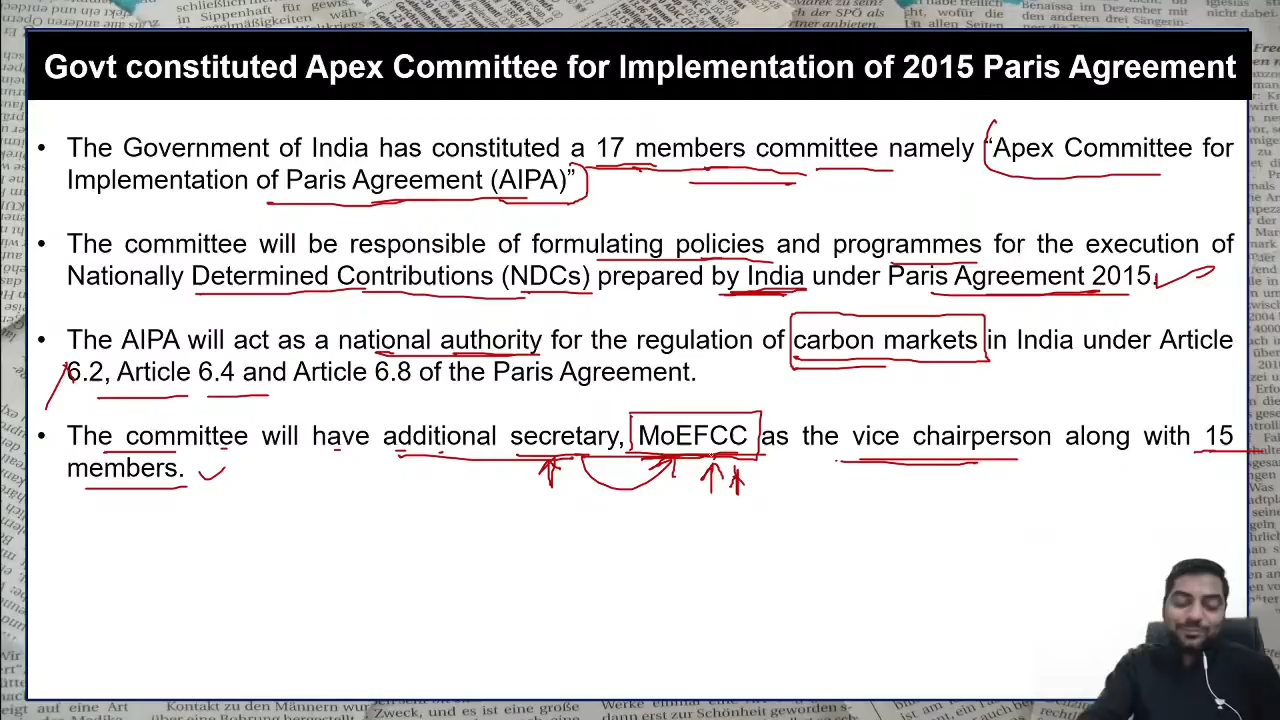 Govt constituted Apex Committee for Implementation of 2015 Paris Agreement
• The Government of India has constituted a 17 members committee namely “Apex Committee for
Implementation of Paris Agreement (AIPA)”
• The committee will be responsible of formulating policies and programmes for the execution of
Nationally Determined Contributions (NDCs) prepared by India under Paris Agreement 2015.
• The AIPA will act as a national authority for the regulation of carbon markets in India under Article
6.2, Article 6.4 and Article 6.8 of the Paris Agreement.
• The committee will have additional secretary, MoEFCC as the vice chairperson along with 15
members.